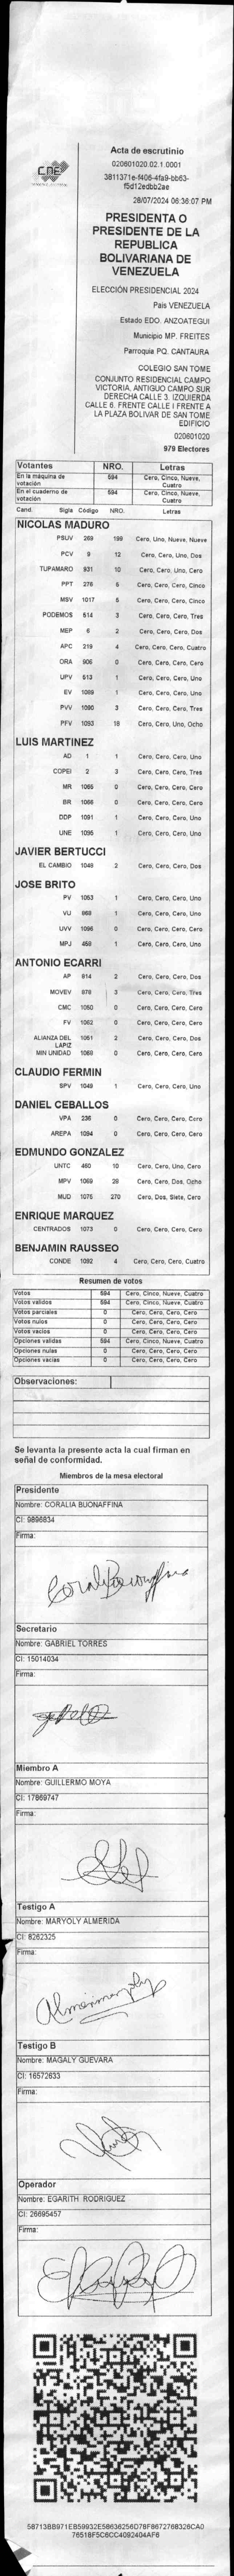 CNE
Acta de escrutinio
020601020.02.1.0001
3811371e-f406-4fa9-bb63-
f5d12edbb2ae
28/07/2024 06:36:07 PM
PRESIDENTA O
PRESIDENTE DE LA
REPUBLICA
BOLIVARIANA DE
VENEZUELA
ELECCIÓN PRESIDENCIAL 2024
Pais VENEZUELA
Estado EDO. ANZOATEGUI
Municipio MP. FREITES
Parroquia PQ. CANTAURA
COLEGIO SAN TOME
CONJUNTO RESIDENCIAL CAMPO
VICTORIA. ANTIGUO CAMPO SUR
DERECHA CALLE 3. IZQUIERDA
CALLE 6. FRENTE CALLE I FRENTE A
LA PLAZA BOLIVAR DE SAN TOME
EDIFICIO
020601020
979 Electores
Votantes NRO. Letras
En la máquina de votación 594 Cero, Cinco, Nueve, Cuatro
En el cuaderno de votación 594 Cero, Cinco, Nueve, Cuatro
Cand. Sigla Código NRO. Letras
NICOLAS MADURO
PSUV 269 199 Cero, Uno, Nueve, Nueve
PCV 9 12 Cero, Cero, Uno, Dos
TUPAMARO 931 10 Cero, Cero, Uno, Cero
PPT 276 5 Cero, Cero, Cero, Cinco
MSV 1017 5 Cero, Cero, Cero, Cinco
PODEMOS 514 3 Cero, Cero, Cero, Tres
MEP 6 2 Cero, Cero, Cero, Dos
APC 219 4 Cero, Cero, Cero, Cuatro
ORA 906 0 Cero, Cero, Cero, Cero
UPV 513 1 Cero, Cero, Cero, Uno
EV 1089 1 Cero, Cero, Cero, Uno
PVV 1090 3 Cero, Cero, Cero, Tres
PFV 1093 18 Cero, Cero, Uno, Ocho
LUIS MARTINEZ
AD 1 1 Cero, Cero, Cero, Uno
COPEI 2 3 Cero, Cero, Cero, Tres
MR 1065 0 Cero, Cero, Cero, Cero
BR 1066 0 Cero, Cero, Cero, Cero
DDP 1091 1 Cero, Cero, Cero, Uno
UNE 1095 1 Cero, Cero, Cero, Uno
JAVIER BERTUCCI
EL CAMBIO 1048 2 Cero, Cero, Cero, Dos
JOSE BRITO
PV 1053 1 Cero, Cero, Cero, Uno
VU 868 1 Cero, Cero, Cero, Uno
UVV 1096 0 Cero, Cero, Cero, Cero
MPJ 458 1 Cero, Cero, Cero, Uno
ANTONIO ECARRI
AP 814 2 Cero, Cero, Cero, Dos
MOVEV 878 3 Cero, Cero, Cero, Tres
CMC 1050 0 Cero, Cero, Cero, Cero
FV 1062 0 Cero, Cero, Cero, Cero
ALIANZA DEL LAPIZ 1051 2 Cero, Cero, Cero, Dos
MIN UNIDAD 1068 0 Cero, Cero, Cero, Cero
CLAUDIO FERMIN
SPV 1049 1 Cero, Cero, Cero, Uno
DANIEL CEBALLOS
VPA 236 0 Cero, Cero, Cero, Cero
AREPA 1094 0 Cero, Cero, Cero, Cero
EDMUNDO GONZALEZ
UNTC 460 10 Cero, Cero, Uno, Cero
MPV 1069 28 Cero, Cero, Dos, Ocho
MUD 1075 270 Cero, Dos, Siete, Cero
ENRIQUE MARQUEZ
CENTRADOS 1073 0 Cero, Cero, Cero, Cero
BENJAMIN RAUSSEO
CONDE 1092 4 Cero, Cero, Cero, Cuatro
Resumen de votos
Votos 594 Cero, Cinco, Nueve, Cuatro
Votos validos 594 Cero, Cinco, Nueve, Cuatro
Votos parciales 0 Cero, Cero, Cero, Cero
Votos nulos 0 Cero, Cero, Cero, Cero
Votos vacios 0 Cero, Cero, Cero, Cero
Opciones validas 594 Cero, Cinco, Nueve, Cuatro
Opciones nulas 0 Cero, Cero, Cero, Cero
Opciones vacias 0 Cero, Cero, Cero, Cero
Observaciones:
Se levanta la presente acta la cual firman en
señal de conformidad.
Miembros de la mesa electoral
Presidente
Nombre: CORALIA BUONAFFINA
CI: 9896834
Firma:
Secretario
Nombre: GABRIEL TORRES
CI: 15014034
Firma:
Miembro A
Nombre: GUILLERMO MOYA
CI: 17869747
Firma:
Testigo A
Nombre: MARYOLY ALMERIDA
CI: 8262325
Firma:
Testigo B
Nombre: MAGALY GUEVARA
CI: 16572633
Firma:
Operador
Nombre: EGARITH RODRIGUEZ
CI: 26695457
Firma:
58713BB971EB59932E58636256D78F8672768326CA0
76518F5C6CC4092404AF6